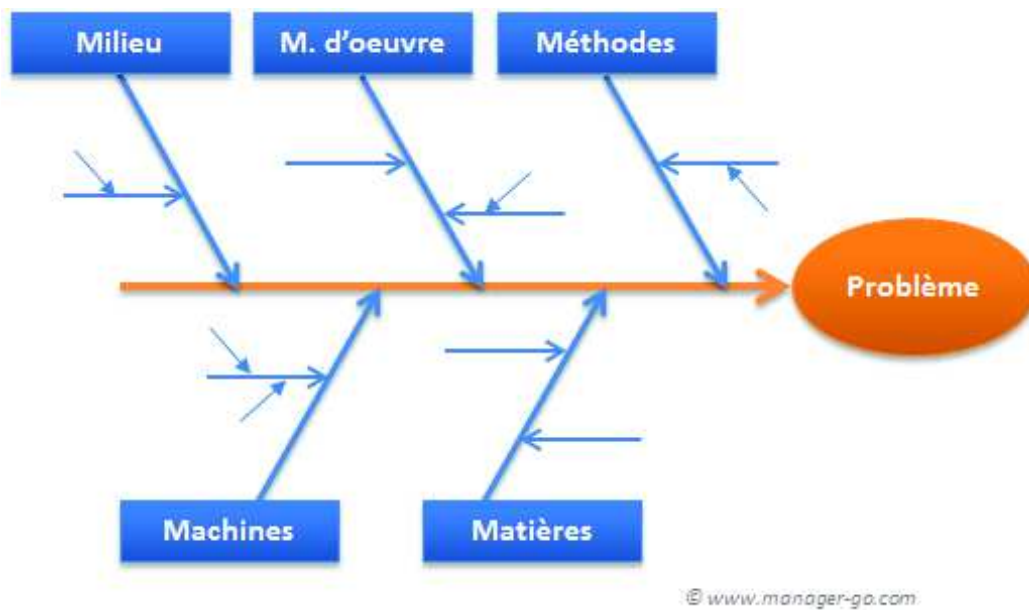 Milieu
M. d'oeuvre
Méthodes
Problème
Machines
Matières
© www.manager-go.com